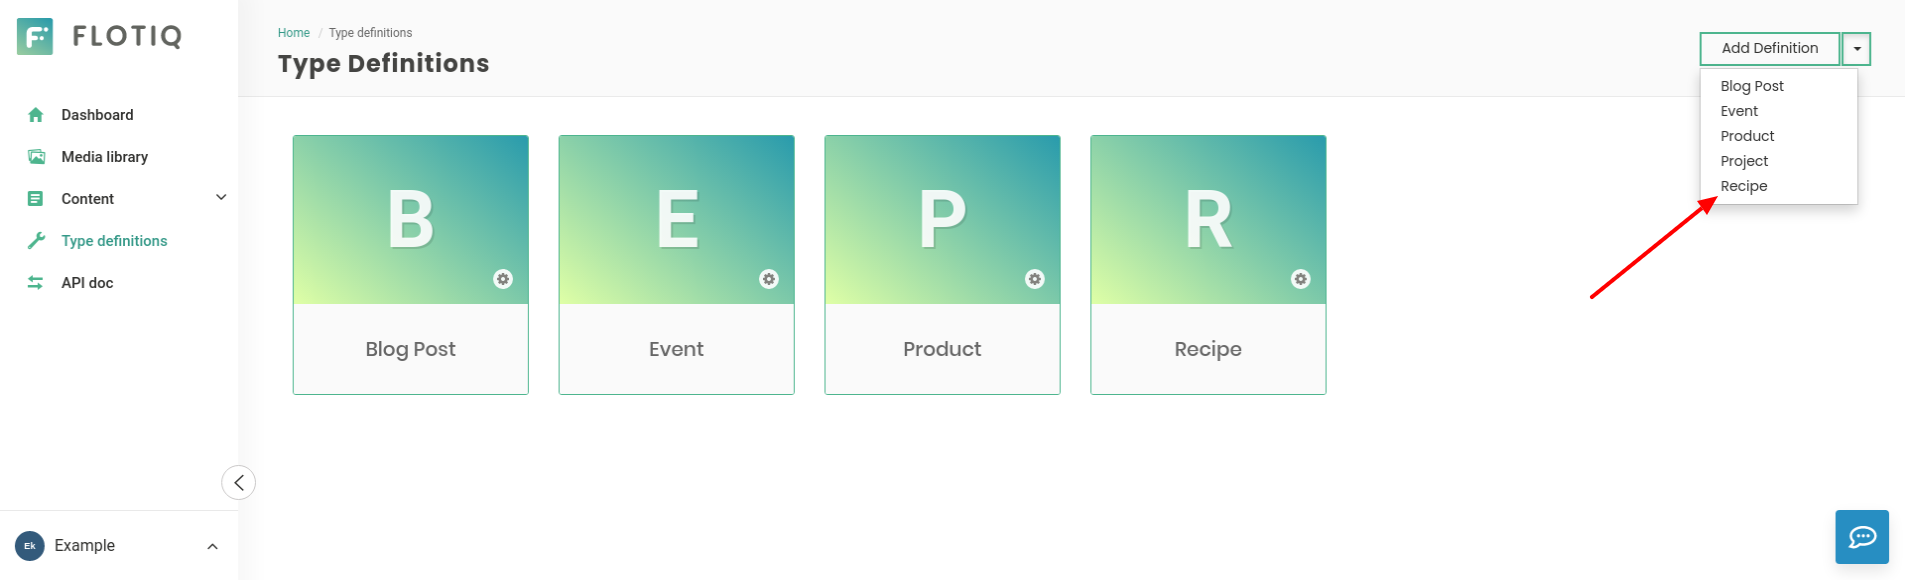 FLOTIQ
Dashboard
Media library
Content
Type definitions
API doc
Ek Example
Home / Type definitions
Type Definitions
Add Definition
Blog Post
Event
Product
Project
Recipe
B
Blog Post
E
Event
P
Product
R
Recipe